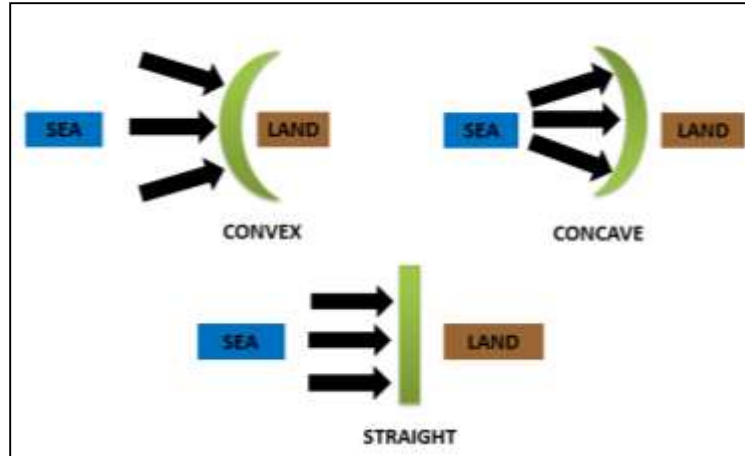 SEA
LAND
SEA
LAND
CONVEX
CONCAVE
SEA
LAND
STRAIGHT